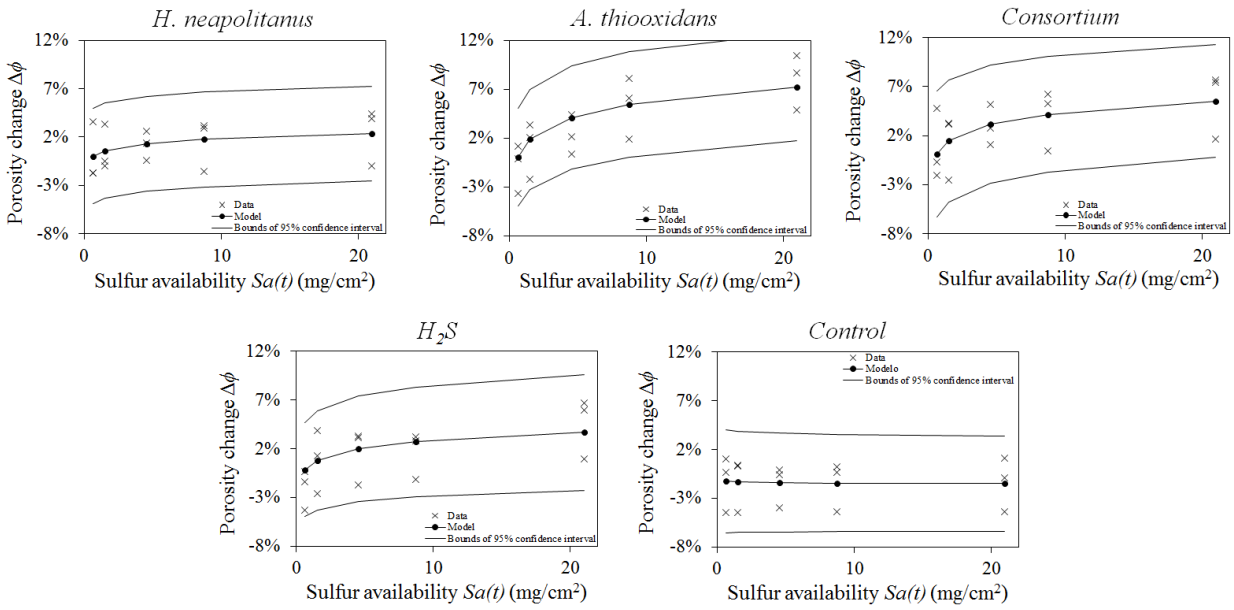 H. neapolitanus
Porosity change Δϕ
12%
7%
2%
-3%
-8%
Data
Model
Bounds of 95% confidence interval
0
10
20
Sulfur availability Sa(t) (mg/cm²)
A. thiooxidans
Porosity change Δϕ
12%
7%
2%
-3%
-8%
Data
Model
Bounds of 95% confidence interval
0
10
20
Sulfur availability Sa(t) (mg/cm²)
Consortium
Porosity change Δϕ
12%
7%
2%
-3%
-8%
Data
Model
Bounds of 95% confidence interval
0
10
20
Sulfur availability Sa(t) (mg/cm²)
H₂S
Porosity change Δϕ
12%
7%
2%
-3%
-8%
Data
Model
Bounds of 95% confidence interval
0
10
20
Sulfur availability Sa(t) (mg/cm²)
Control
Porosity change Δϕ
12%
7%
2%
-3%
-8%
Data
Modelo
Bounds of 95% confidence interval
0
10
20
Sulfur availability Sa(t) (mg/cm²)